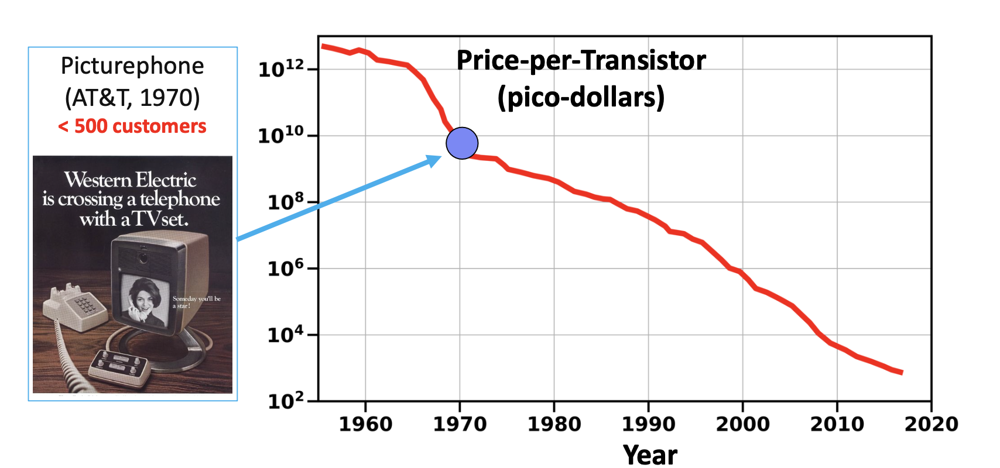 Picturephone
(AT&T, 1970)
< 500 customers
Western Electric
is crossing a telephone
with a TV set.
Someday you'll be
a star!
Price-per-Transistor
(pico-dollars)
10¹²
10¹⁰
10⁸
10⁶
10⁴
10²
1960 1970 1980 1990 2000 2010 2020
Year